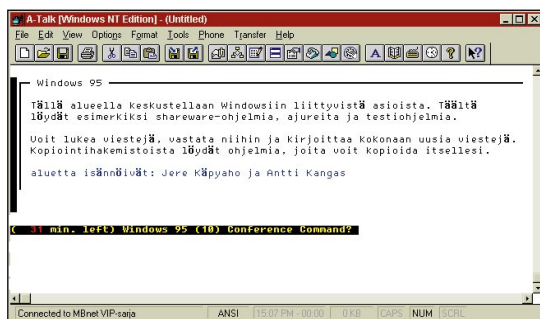 A-Talk [Windows NT Edition] - (Untitled)
File Edit View Options Format Tools Phone Transfer Help
Windows 95
Tällä alueella keskustellaan Windowsiin liittyvistä asioista. Täältä
löydät esimerkiksi shareware-ohjelmia, ajureita ja testiohjelmia.
Voit lukea viestejä, vastata niihin ja kirjoittaa kokonaan uusia viestejä.
Kopiointihakemistoista löydät ohjelmia, joita voit kopioida itsellesi.
aluetta isännöivät: Jere Käpyaho ja Antti Kangas
( 31 min. left) Windows 95 (10) Conference Command?
Connected to MBnet VIP-sarja ANSI 15:07 PM - 00:00 0 KB CAPS NUM SCRL